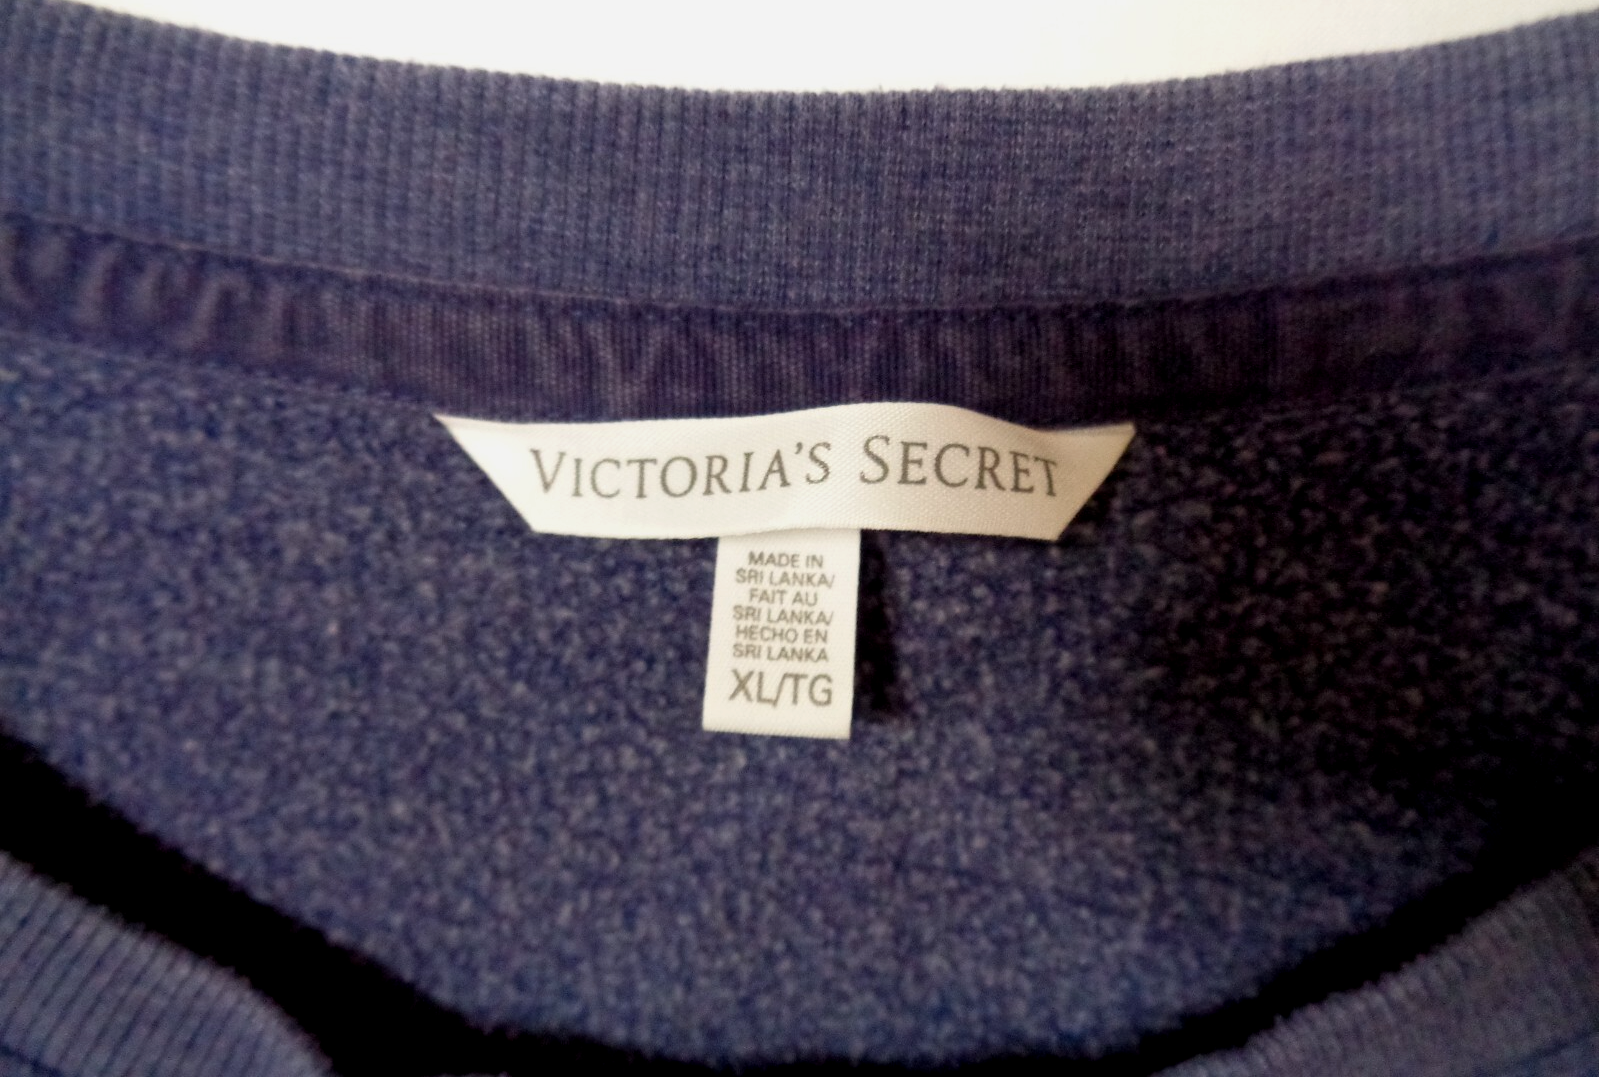 VICTORIA'S SECRET
MADE IN
SRI LANKA/
FAIT AU
SRI LANKA/
HECHO EN
SRI LANKA
XL/TG